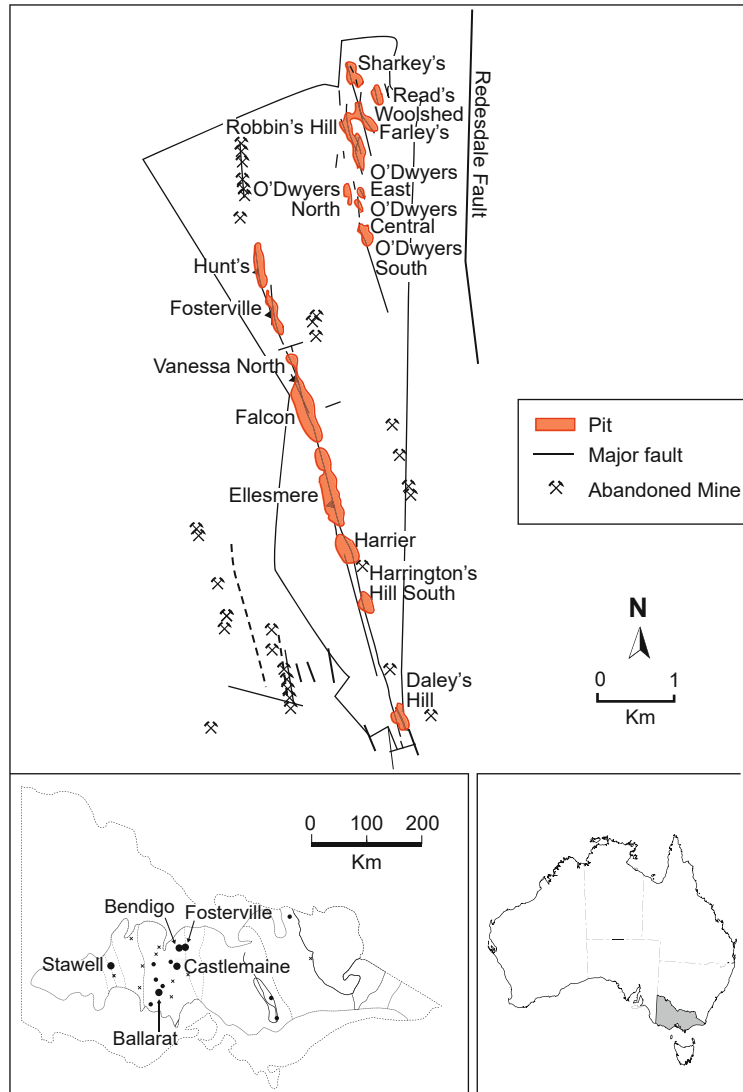 Sharkey's
Read's
Woolshed
Robbin's Hill
Farley's
Redesdale Fault
O'Dwyers
East
O'Dwyers
North
O'Dwyers
Central
O'Dwyers
South
Hunt's
Fosterville
Vanessa North
Falcon
Pit
Major fault
Abandoned Mine
Ellesmere
Harrier
Harrington's
Hill South
N
0 1
Km
Daley's
Hill
0 100 200
Km
Bendigo
Fosterville
Stawell
Castlemaine
Ballarat